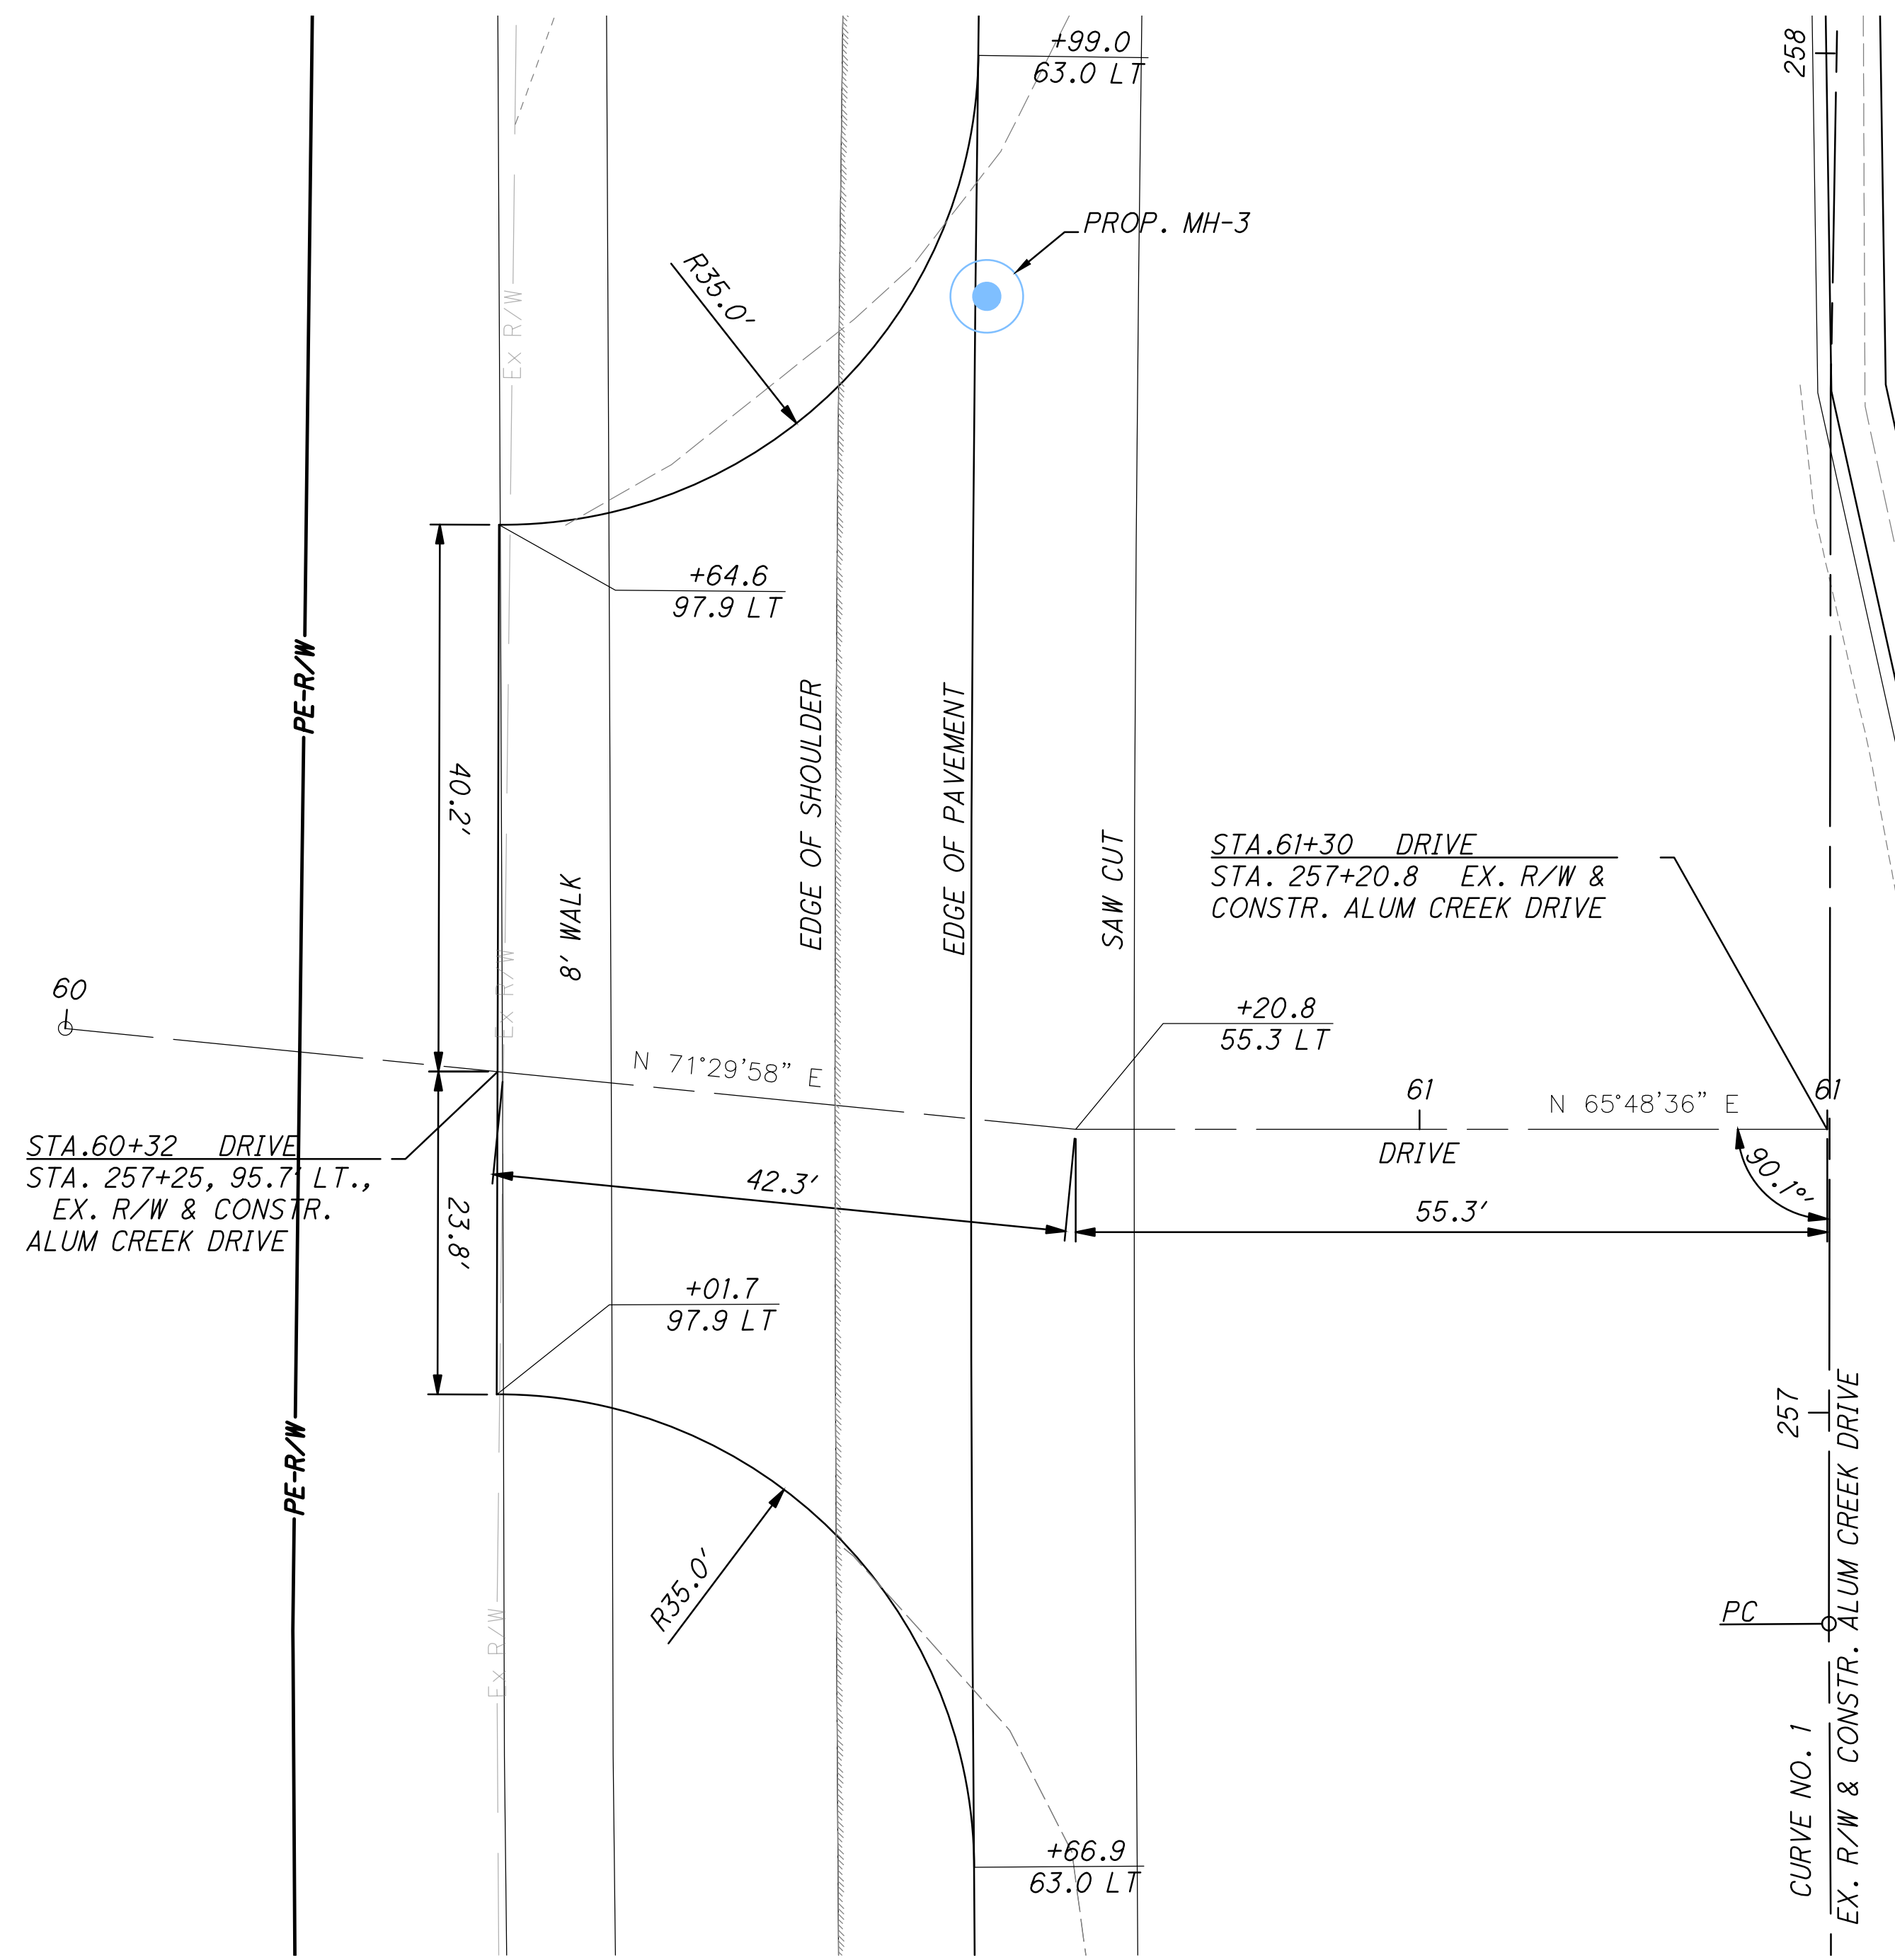 +99.0
63.0 LT
258
PROP. MH-3
R35.0'
EX R/W
+64.6
97.9 LT
PE-R/W
40.2'
EDGE OF SHOULDER
EDGE OF PAVEMENT
SAW CUT
8' WALK
EX R/W
STA.61+30 DRIVE
STA. 257+20.8 EX. R/W &
CONSTR. ALUM CREEK DRIVE
60
+20.8
55.3 LT
N 71°29'58" E
61
N 65°48'36" E
61
DRIVE
90.1°'
STA.60+32 DRIVE
STA. 257+25, 95.7' LT.,
EX. R/W & CONSTR.
ALUM CREEK DRIVE
42.3'
55.3'
23.8'
+01.7
97.9 LT
PE-R/W
257
R35.0'
EX R/W
PC
CURVE NO. 1
EX. R/W & CONSTR. ALUM CREEK DRIVE
+66.9
63.0 LT